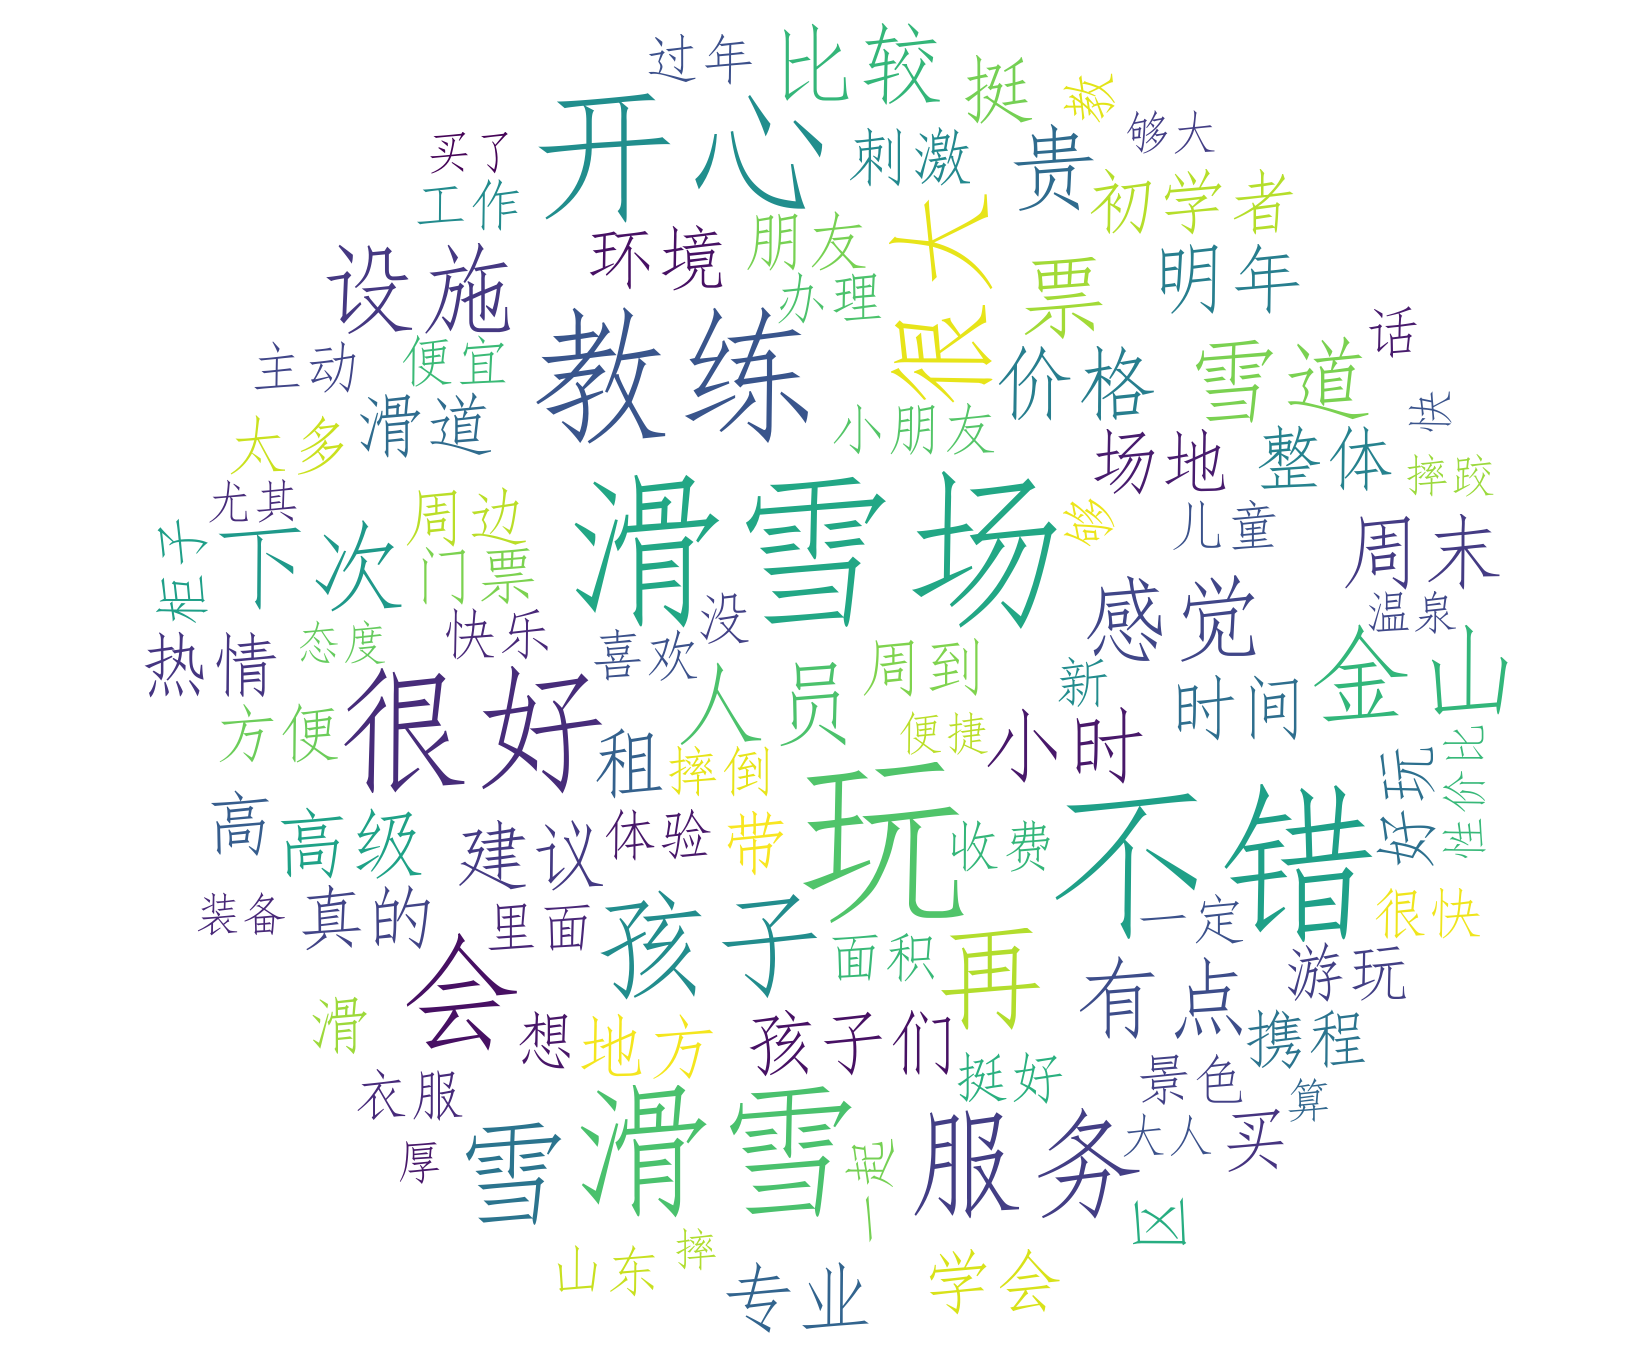 过年
比较
挺
教
开心
够大
买了
刺激
贵
工作
初学者
朋友
环境
很大
设施
明年
票
办理
话
教练
主动
便宜
价格
雪道
滑道
快
太多
小朋友
场地
整体
摔跤
尤其
周边
滑雪场
够
儿童
周末
柜子
下次
门票
没
感觉
温泉
热情
态度
快乐
喜欢
人员
周到
新
金山
方便
很好
租
摔倒
便捷
小时
时间
好玩
性价比
高
高级
建议
体验
带
玩
收费
不错
装备
真的
里面
孩子
面积
再
一定
很快
会
有点
游玩
滑
想
地方
孩子们
挺好
携程
衣服
景色
算
厚
雪
滑雪
一起
服务
大人
买
区
山东
摔
专业
学会